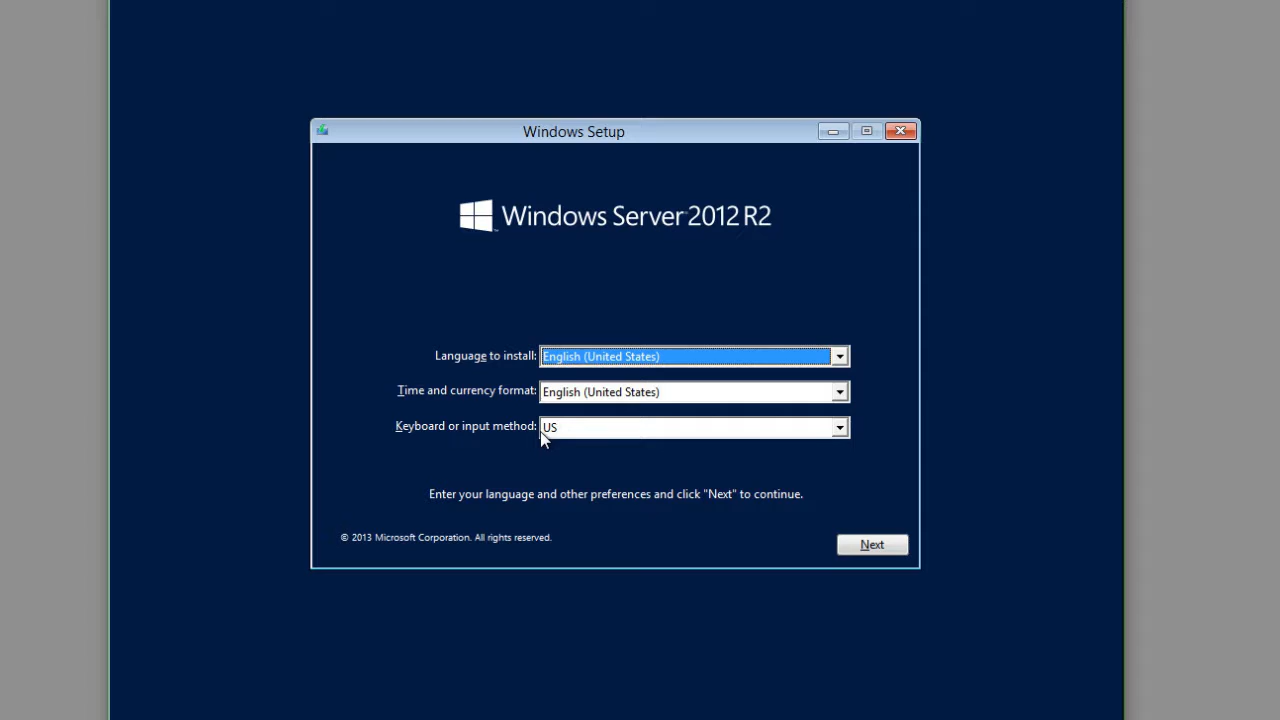 Windows Setup
Windows Server 2012 R2
Language to install: English (United States)
Time and currency format: English (United States)
Keyboard or input method: US
Enter your language and other preferences and click "Next" to continue.
© 2013 Microsoft Corporation. All rights reserved.
Next